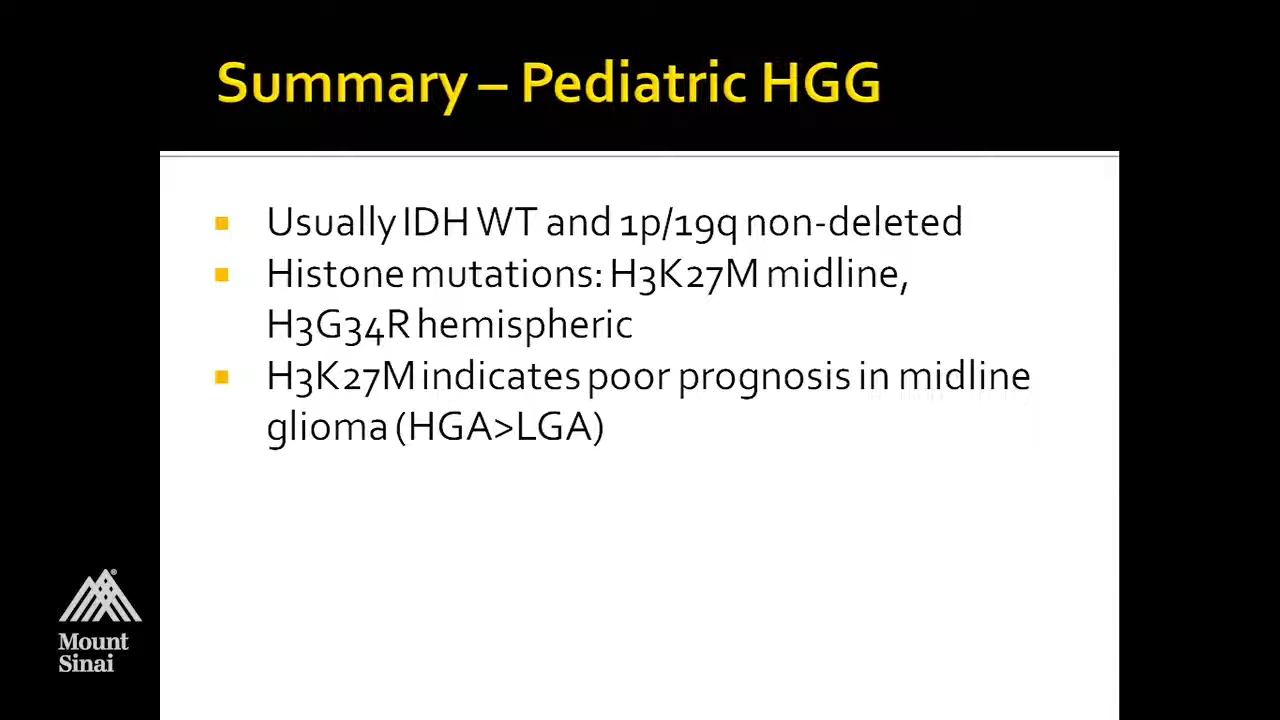 Summary – Pediatric HGG
Usually IDH WT and 1p/19q non-deleted
Histone mutations: H3K27M midline,
H3G34R hemispheric
H3K27M indicates poor prognosis in midline
glioma (HGA>LGA)
Mount
Sinai